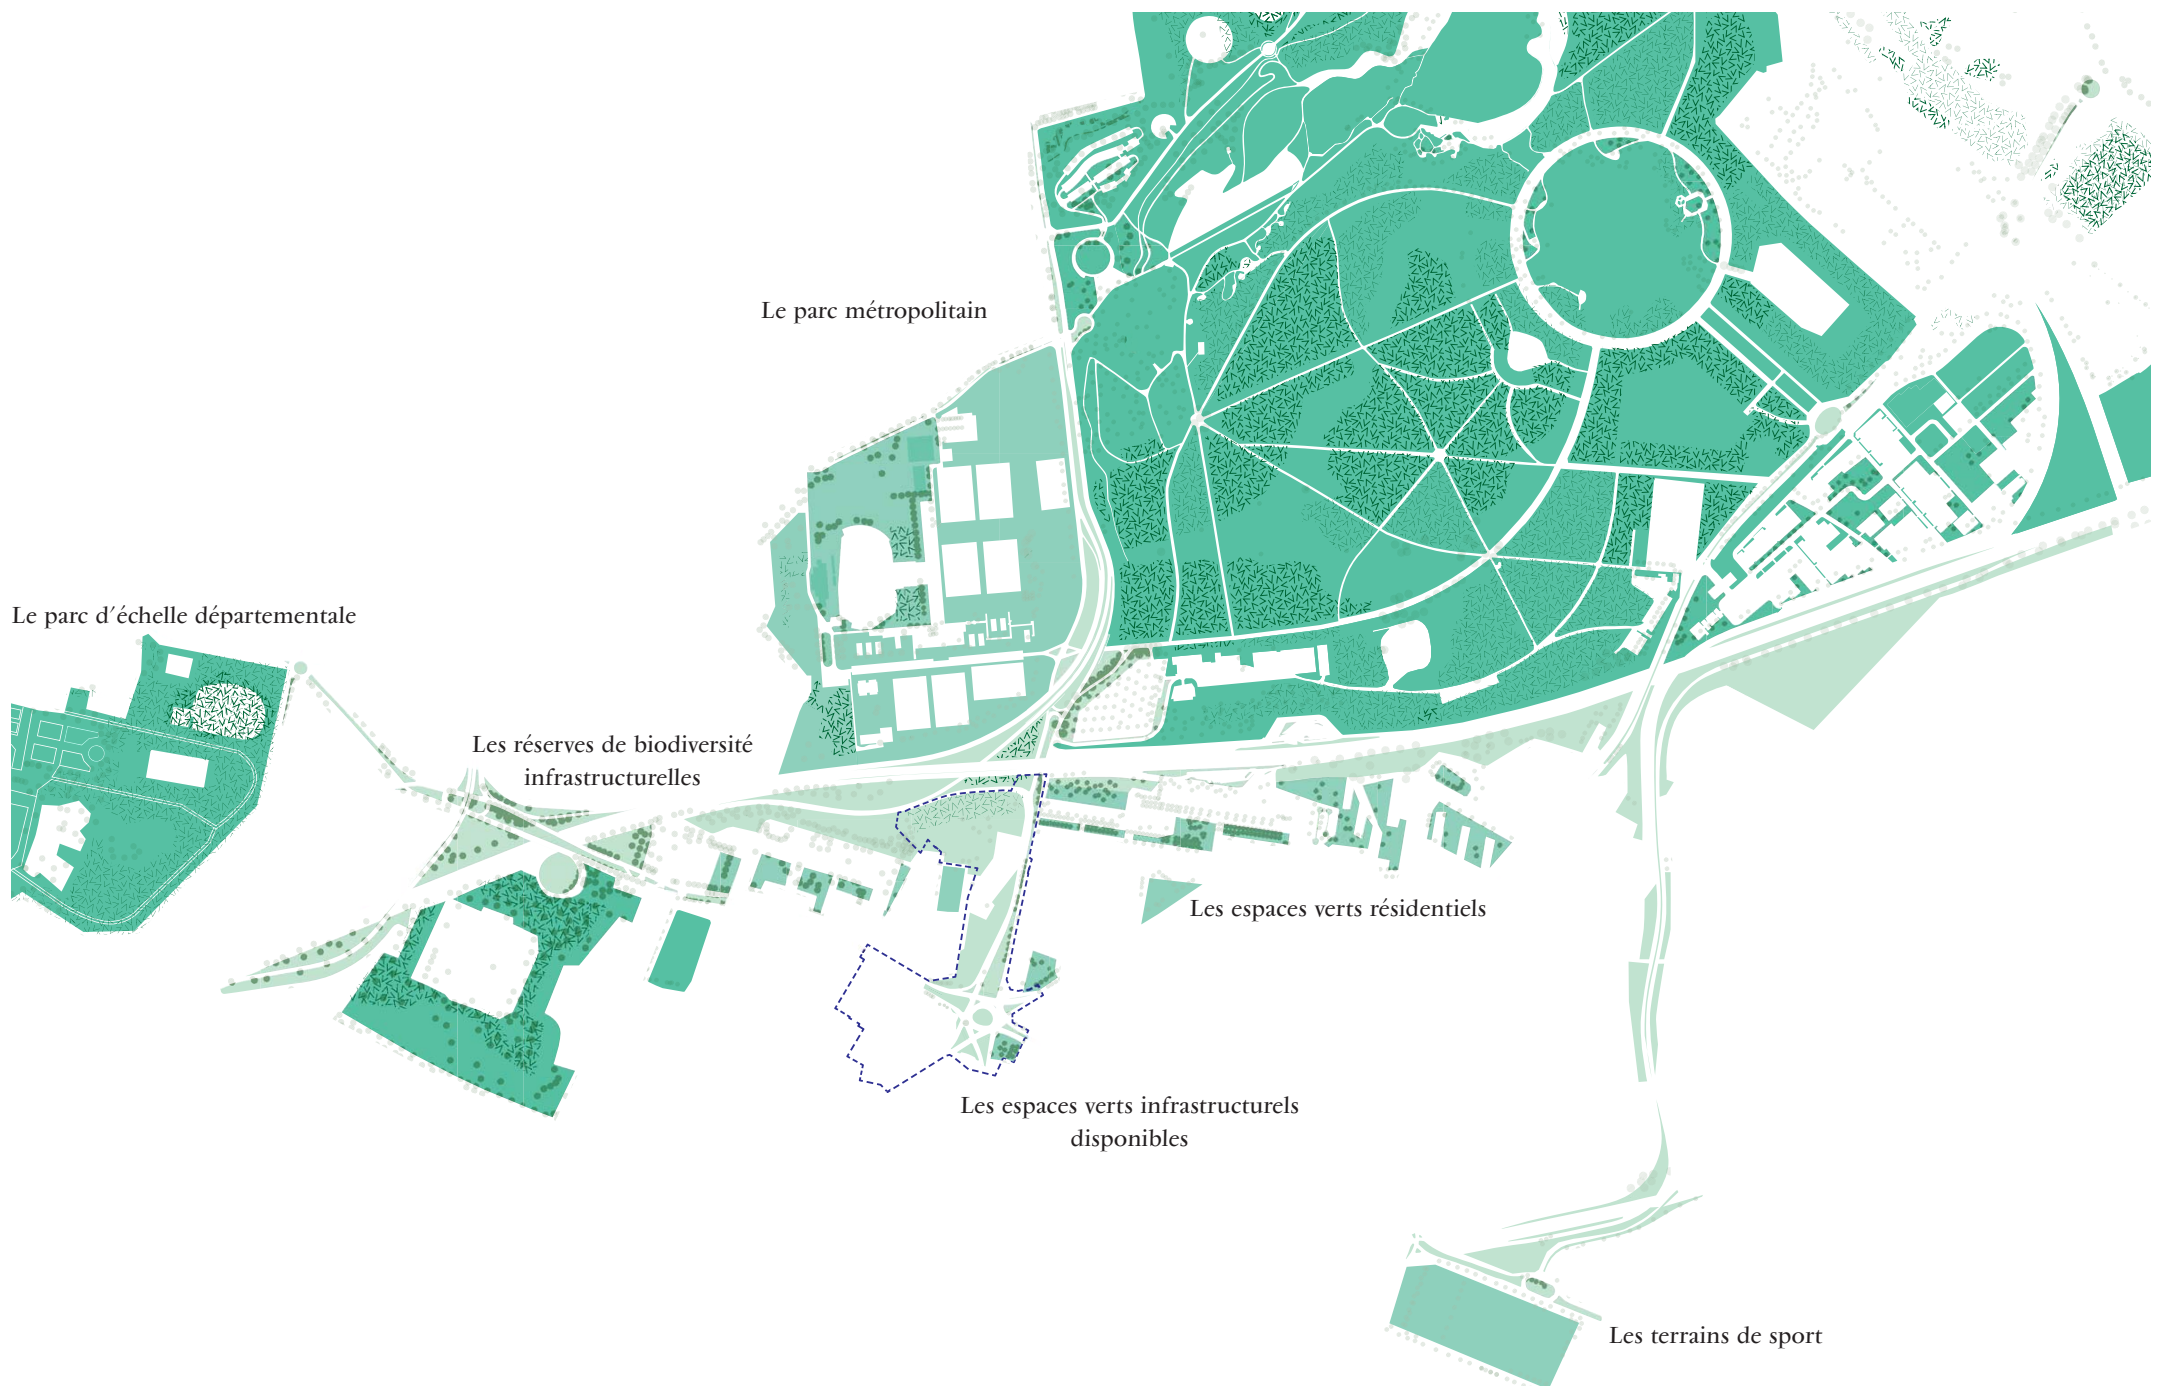 Le parc métropolitain
Le parc d'échelle départementale
Les réserves de biodiversité
infrastructurelles
Les espaces verts résidentiels
Les espaces verts infrastructurels
disponibles
Les terrains de sport